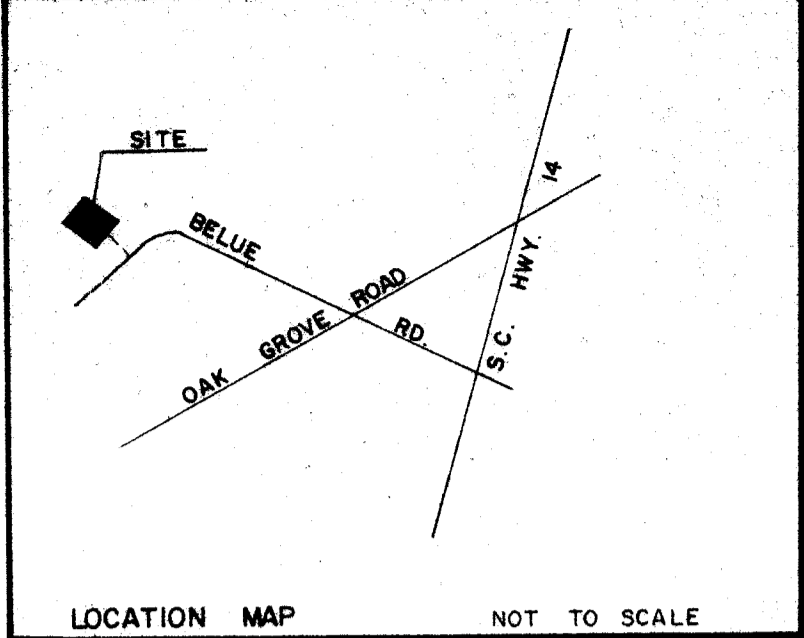 SITE
BELUE RD.
OAK GROVE ROAD
S.C. HWY. 14
LOCATION MAP
NOT TO SCALE